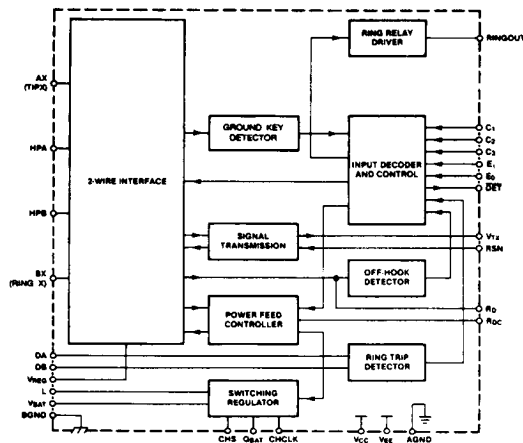 RING RELAY
DRIVER
RINGOUT
AX
(TIPX)
GROUND KEY
DETECTOR
C1
C2
C3
E1
E0
DET
HPA
2-WIRE INTERFACE
INPUT DECODER
AND CONTROL
HPB
SIGNAL
TRANSMISSION
VTX
RSN
BX
(RING X)
OFF-HOOK
DETECTOR
POWER FEED
CONTROLLER
RD
RDC
DA
DB
RING TRIP
DETECTOR
VREG
L
VBAT
BGND
SWITCHING
REGULATOR
CHS
QBAT
CHCLK
VCC
VEE
AGND